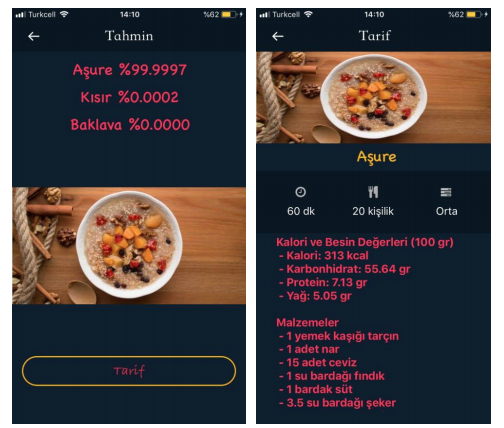 Turkcell 14:10 %62
Tahmin
Aşure %99.9997
Kısır %0.0002
Baklava %0.0000
Tarif
Turkcell 14:10 %62
Tarif
Aşure
60 dk 20 kişilik Orta
Kalori ve Besin Değerleri (100 gr)
- Kalori: 313 kcal
- Karbonhidrat: 55.64 gr
- Protein: 7.13 gr
- Yağ: 5.05 gr
Malzemeler
- 1 yemek kaşığı tarçın
- 1 adet nar
- 15 adet ceviz
- 1 su bardağı fındık
- 1 bardak süt
- 3.5 su bardağı şeker